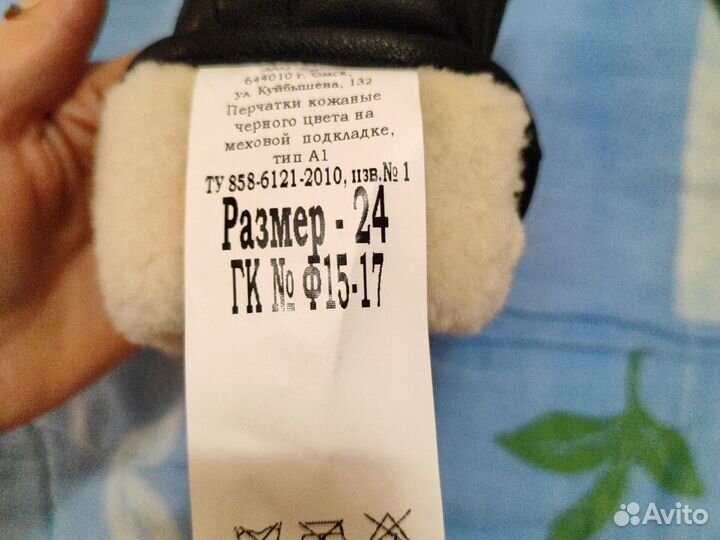 644010 г. Омск,
ул. Куйбышева, 132
Перчатки кожаные
черного цвета на
меховой подкладке,
тип А1
ТУ 858-6121-2010, изв.№ 1
Размер - 24
ГК № Ф15-17
Avito